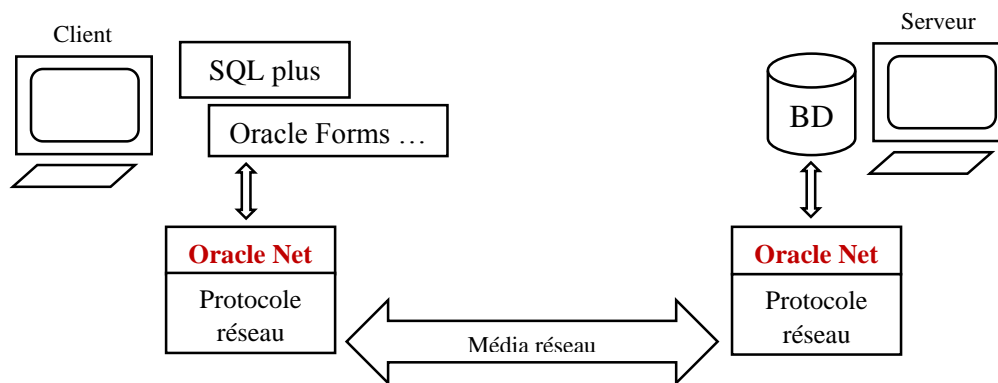 Client
Serveur
SQL plus
Oracle Forms …
BD
Oracle Net
Protocole
réseau
Média réseau
Oracle Net
Protocole
réseau